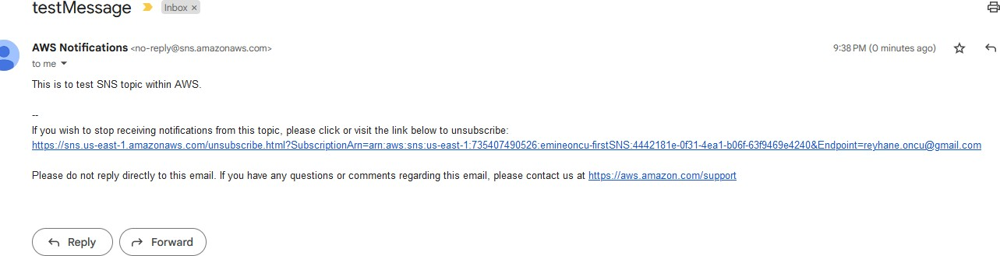 testMessage Inbox ×
AWS Notifications <no-reply@sns.amazonaws.com> 9:38 PM (0 minutes ago)
to me
This is to test SNS topic within AWS.
--
If you wish to stop receiving notifications from this topic, please click or visit the link below to unsubscribe:
https://sns.us-east-1.amazonaws.com/unsubscribe.html?SubscriptionArn=arn:aws:sns:us-east-1:735407490526:emineoncu-firstSNS:4442181e-0f31-4ea1-b06f-63f9469e4240&Endpoint=reyhane.oncu@gmail.com
Please do not reply directly to this email. If you have any questions or comments regarding this email, please contact us at https://aws.amazon.com/support
Reply Forward